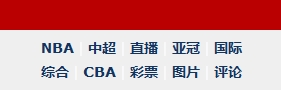 NBA | 中超 | 直播 | 亚冠 | 国际
综合 | CBA | 彩票 | 图片 | 评论